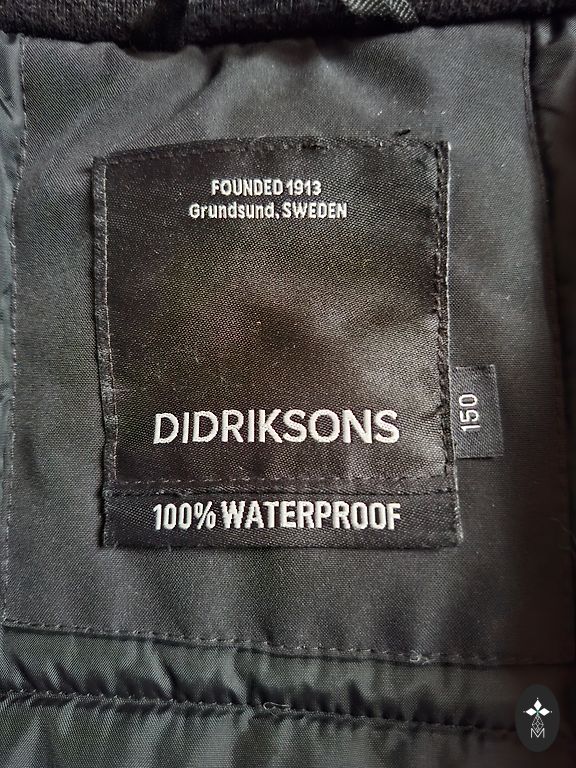 FOUNDED 1913
Grundsund, SWEDEN
DIDRIKSONS
150
100% WATERPROOF